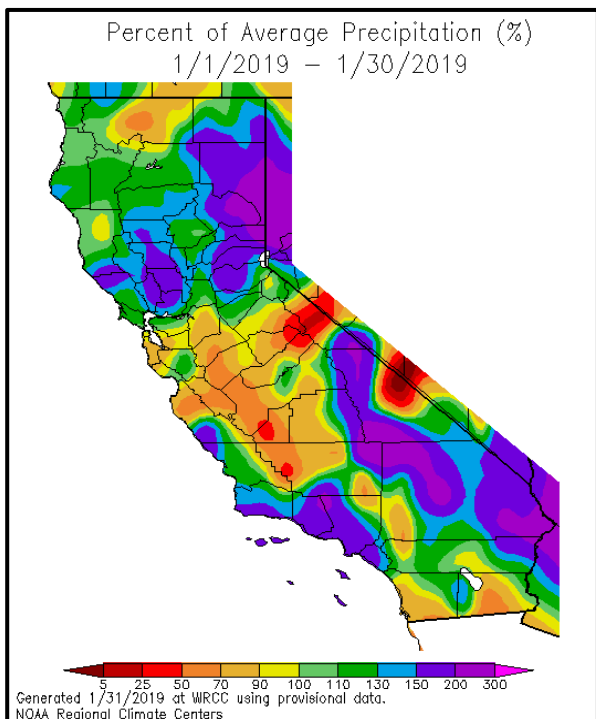 Percent of Average Precipitation (%)
1/1/2019 – 1/30/2019
5 25 50 70 90 100 110 130 150 200 300
Generated 1/31/2019 at WRCC using provisional data.
NOAA Regional Climate Centers